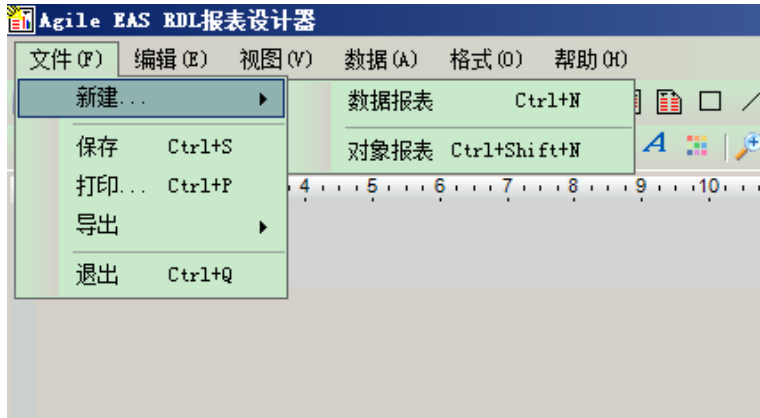 Agile EAS RDL报表设计器
文件(F) 编辑(E) 视图(V) 数据(A) 格式(O) 帮助(H)
新建... 数据报表 Ctrl+N
保存 Ctrl+S 对象报表 Ctrl+Shift+N
打印... Ctrl+P 4 5 6 7 8 9 10
导出
退出 Ctrl+Q